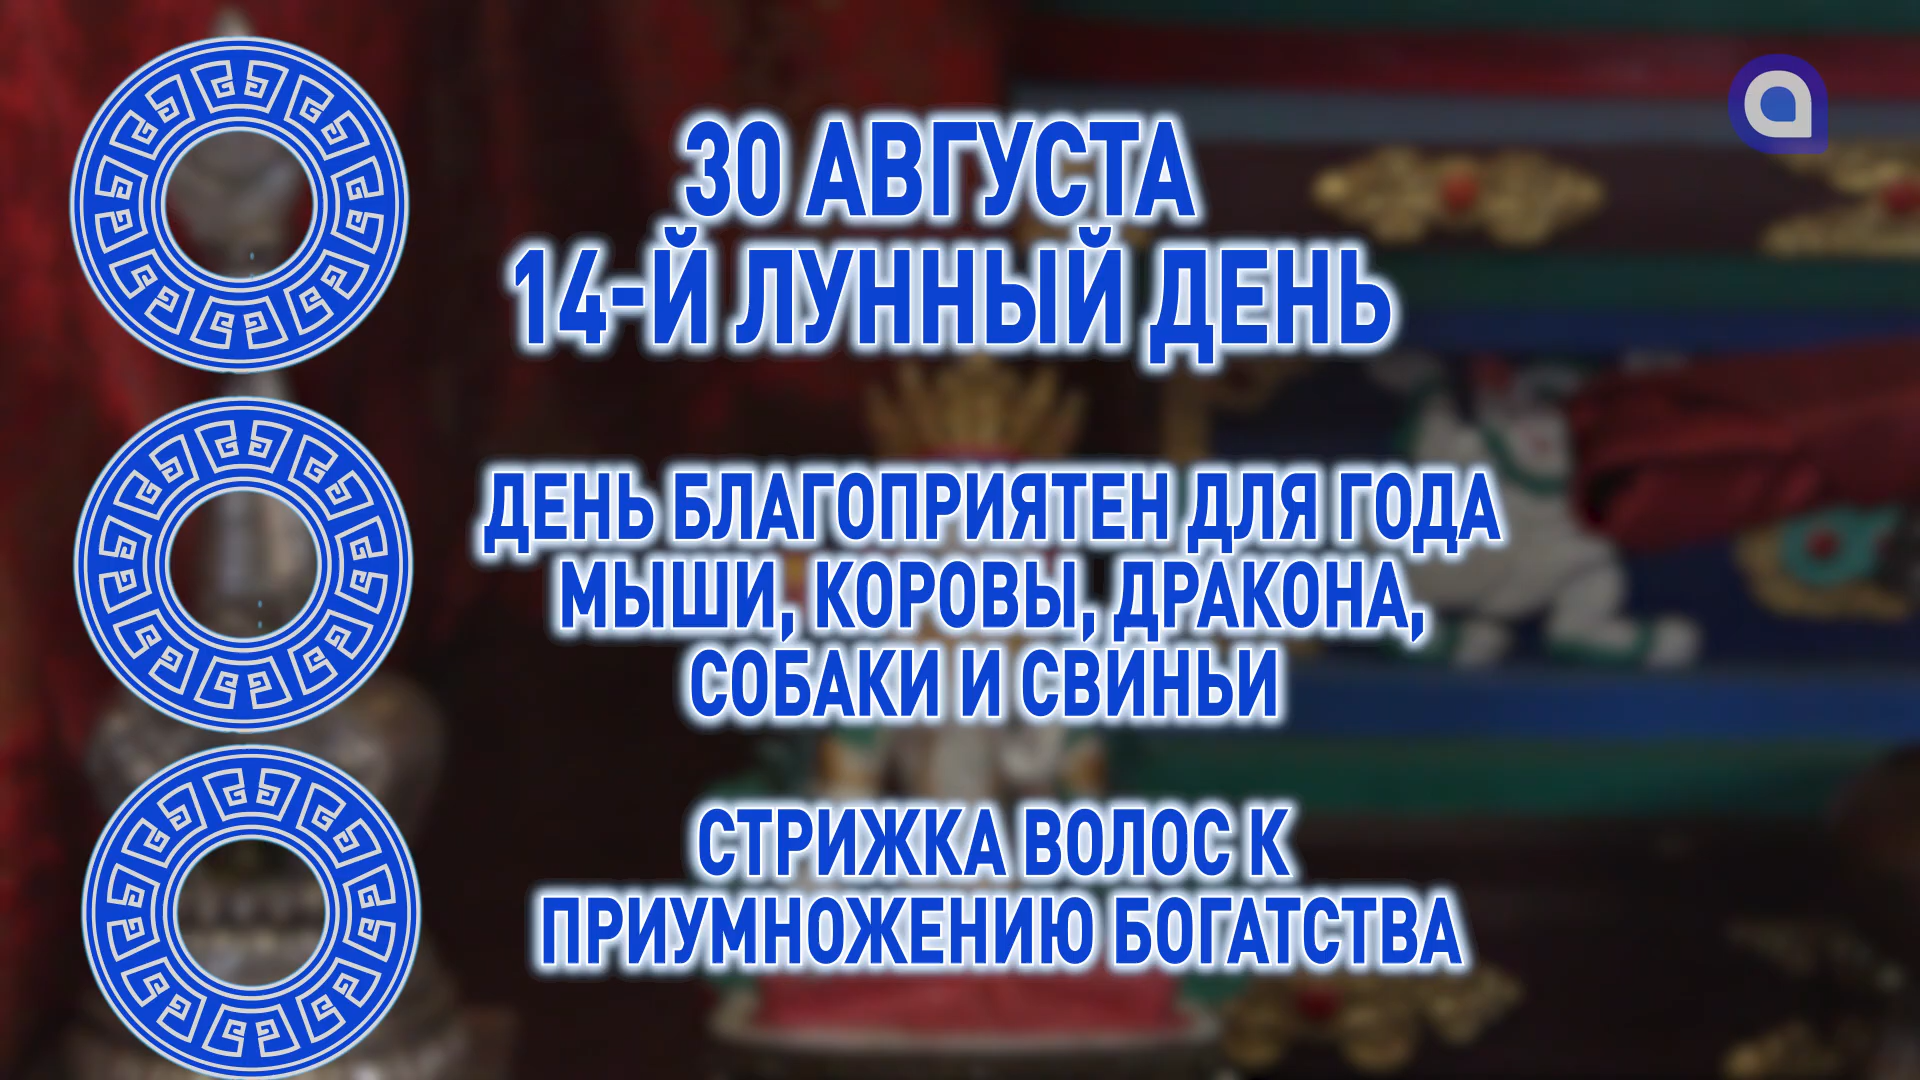 30 АВГУСТА
14-Й ЛУННЫЙ ДЕНЬ
ДЕНЬ БЛАГОПРИЯТЕН ДЛЯ ГОДА
МЫШИ, КОРОВЫ, ДРАКОНА,
СОБАКИ И СВИНЬИ
СТРИЖКА ВОЛОС К
ПРИУМНОЖЕНИЮ БОГАТСТВА